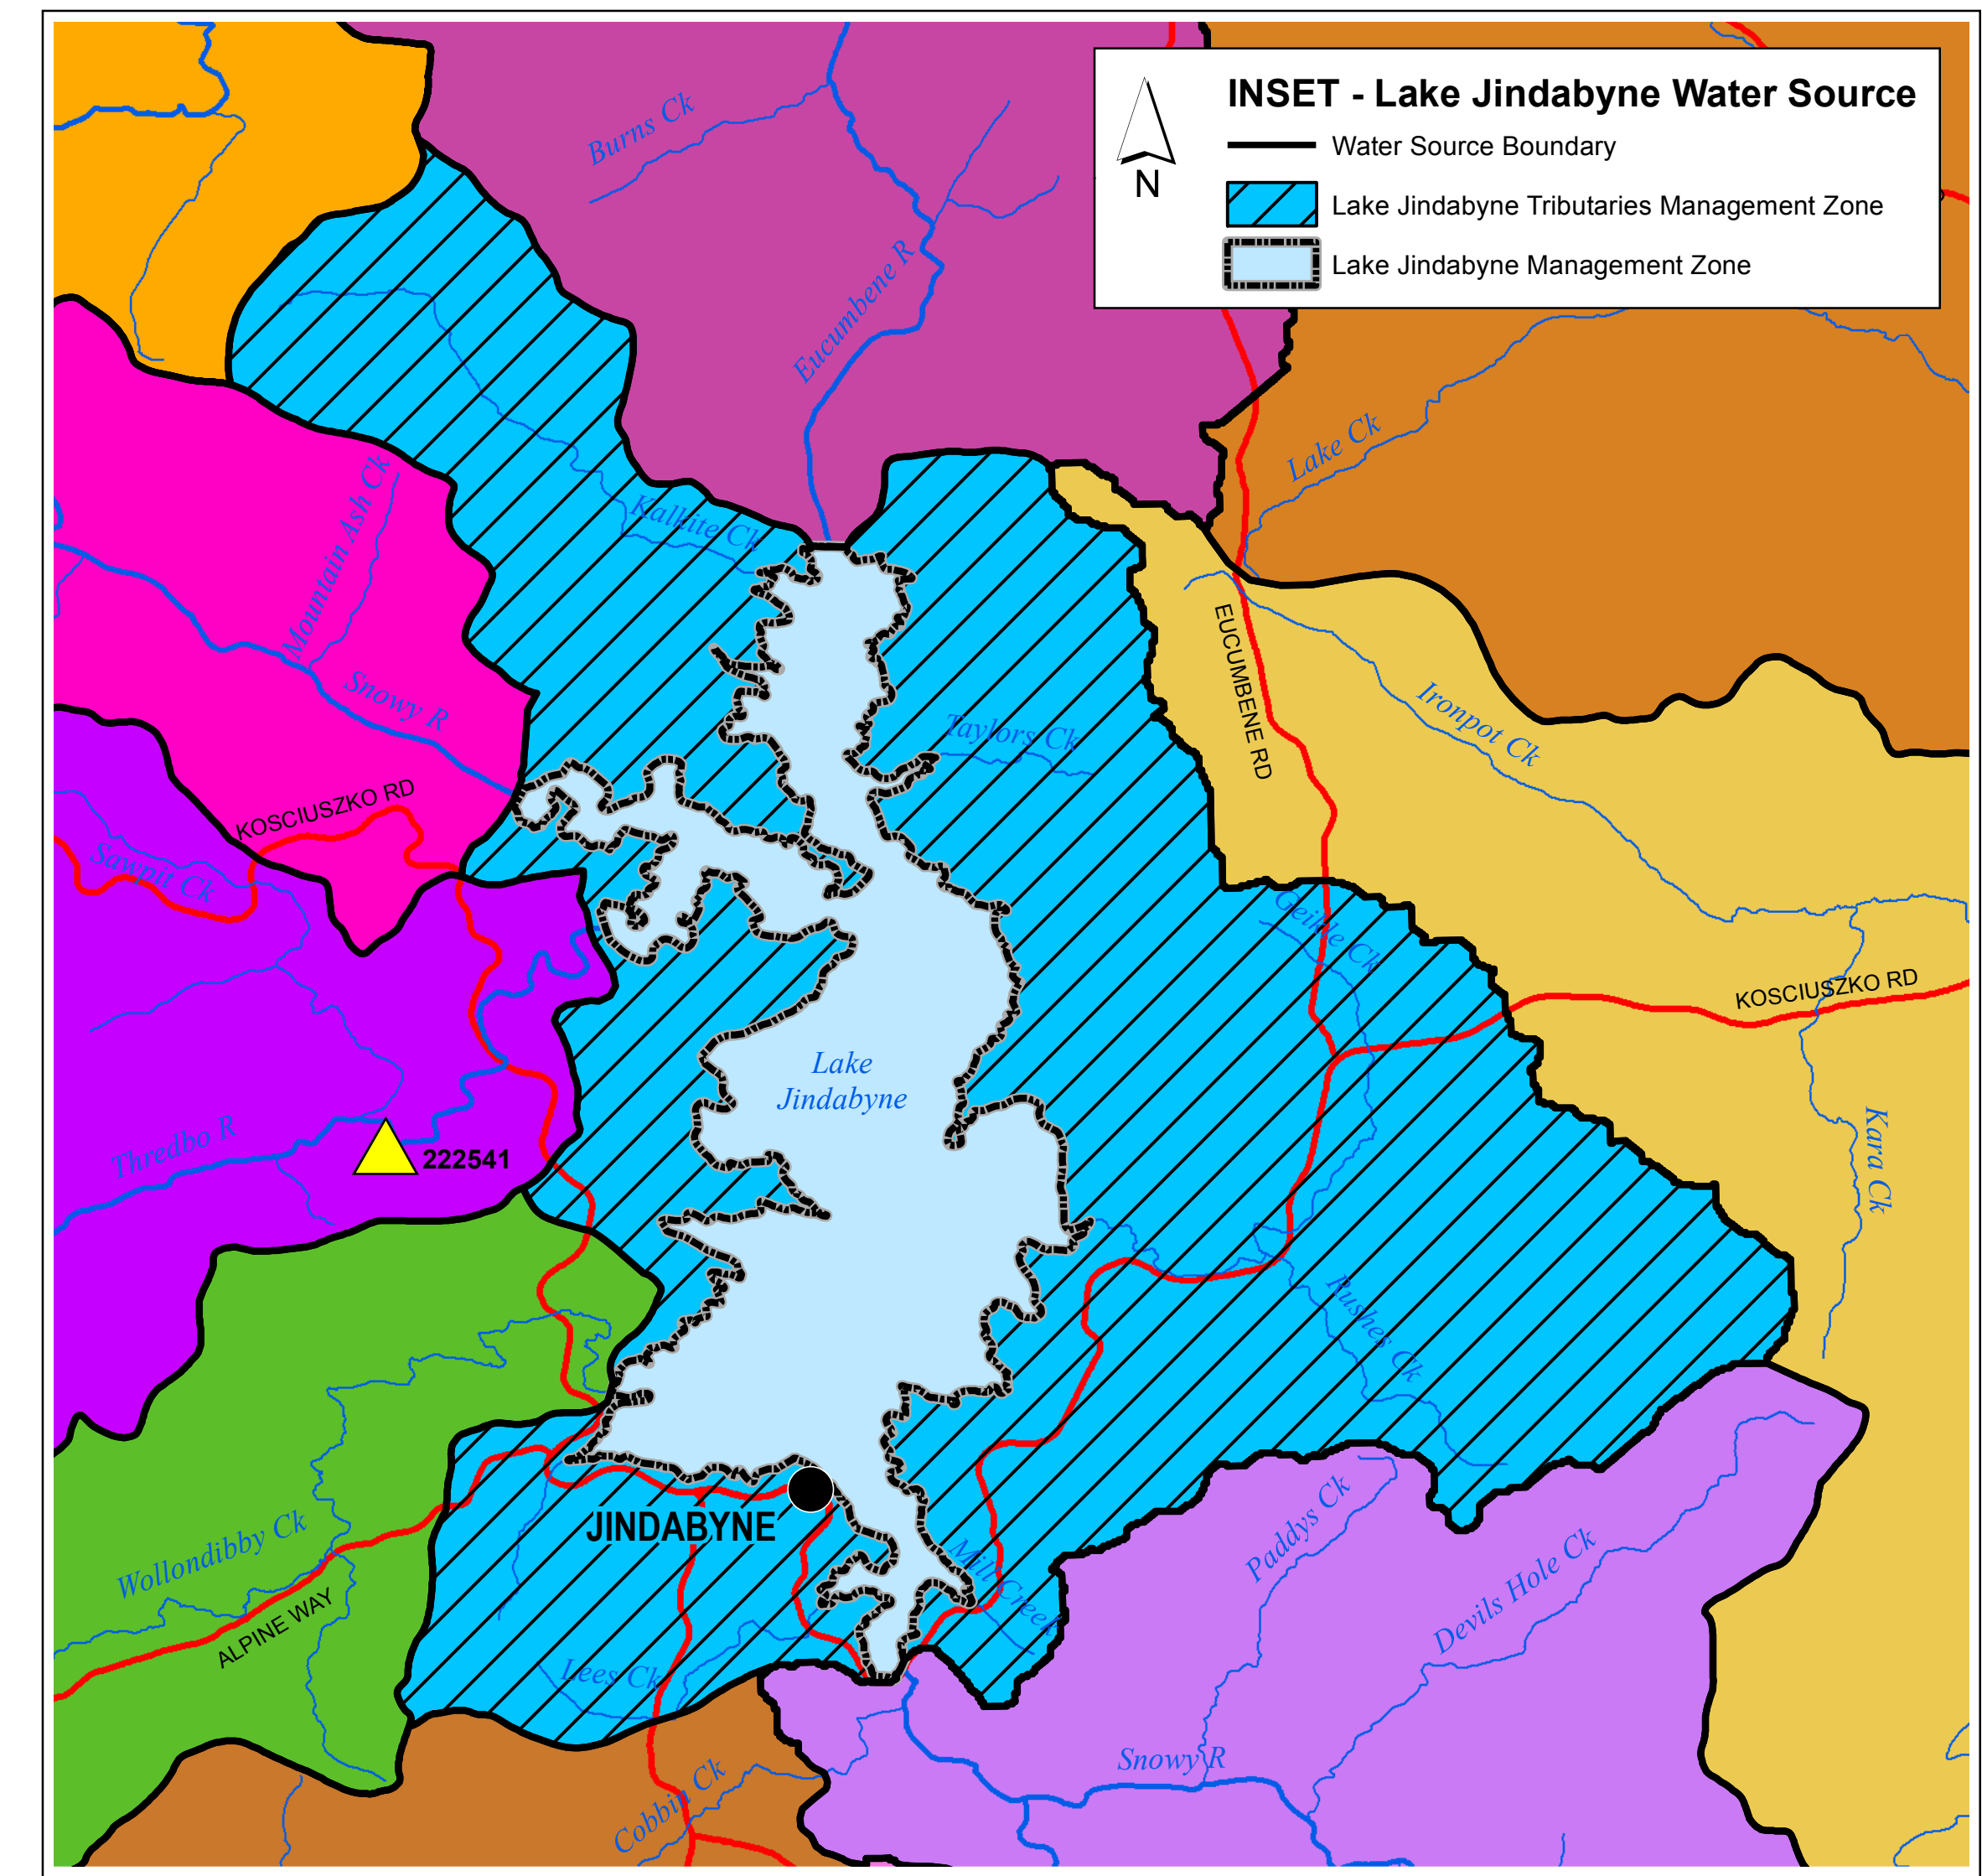 INSET - Lake Jindabyne Water Source
Water Source Boundary
N
Lake Jindabyne Tributaries Management Zone
Lake Jindabyne Management Zone
Burns Ck
Eucumbene R
Lake Ck
Kalkite Ck
Mountain Ash Ck
Snowy R
Taylors Ck
EUCUMBENE RD
Ironpot Ck
KOSCIUSZKO RD
Sawpit Ck
Geikle Ck
KOSCIUSZKO RD
Lake
Jindabyne
Thredbo R
222541
Kara Ck
Rushes Ck
JINDABYNE
Wollondibby Ck
ALPINE WAY
Mill Creek
Paddys Ck
Devils Hole Ck
Lees Ck
Snowy R
Cobbin Ck